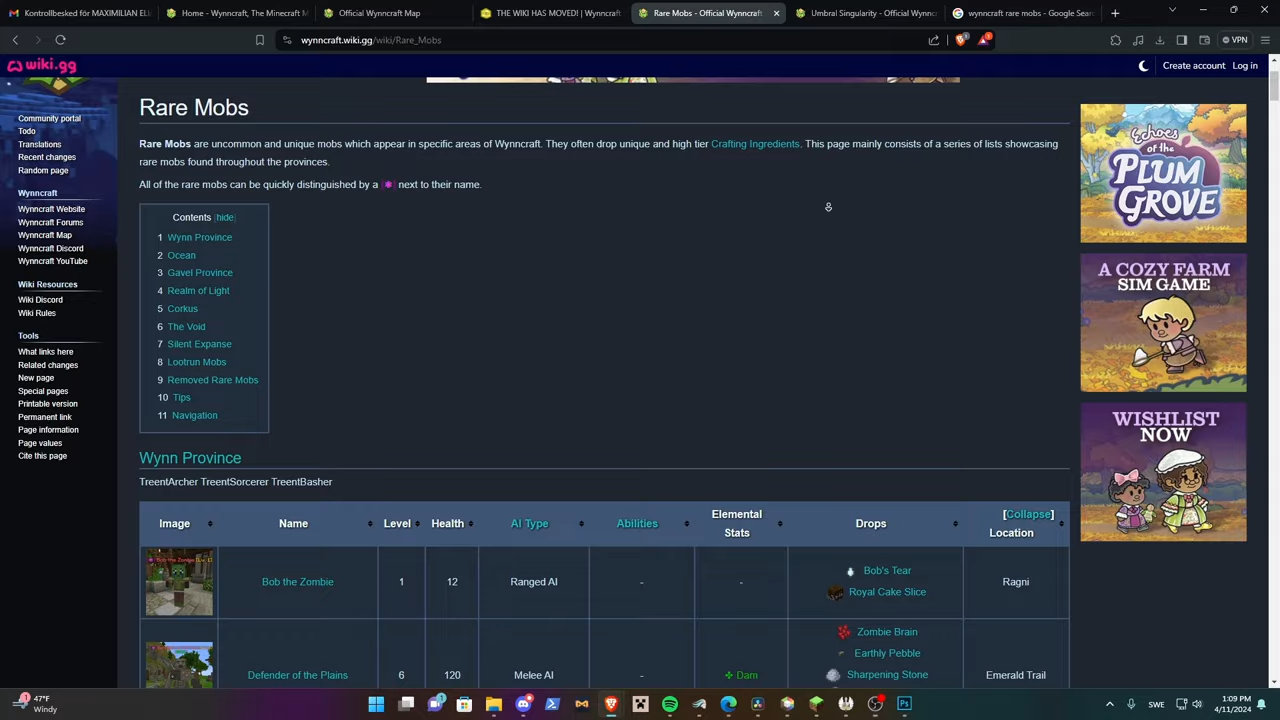 Kontrollbesked för MAXIMILIAN ELI
Home - Wynncraft, The Minecraft M
Official Wynncraft Map
THE WIKI HAS MOVED! | Wynncraft
Rare Mobs - Official Wynncraft W
Umbral Singularity - Official Wynnc
wynncraft rare mobs - Google Sear
wynncraft.wiki.gg/wiki/Rare_Mobs
VPN
wiki.gg
Create account
Log in
Community portal
Todo
Translations
Recent changes
Random page
Wynncraft
Wynncraft Website
Wynncraft Forums
Wynncraft Map
Wynncraft Discord
Wynncraft YouTube
Wiki Resources
Wiki Discord
Wiki Rules
Tools
What links here
Related changes
New page
Special pages
Printable version
Permanent link
Page information
Page values
Cite this page
Rare Mobs
Rare Mobs are uncommon and unique mobs which appear in specific areas of Wynncraft. They often drop unique and high tier Crafting Ingredients. This page mainly consists of a series of lists showcasing
rare mobs found throughout the provinces.
All of the rare mobs can be quickly distinguished by a next to their name.
Contents [hide]
1 Wynn Province
2 Ocean
3 Gavel Province
4 Realm of Light
5 Corkus
6 The Void
7 Silent Expanse
8 Lootrun Mobs
9 Removed Rare Mobs
10 Tips
11 Navigation
Wynn Province
TreentArcher TreentSorcerer TreentBasher
Image Name Level Health AI Type Abilities Elemental Stats Drops [Collapse] Location
Bob the Zombie 1 12 Ranged AI - - Bob's Tear Ragni
Royal Cake Slice
Zombie Brain
Earthly Pebble
Defender of the Plains 6 120 Melee AI - Dam Sharpening Stone Emerald Trail
Echoes
of the
PLUM
GROVE
A COZY FARM
SIM GAME
WISHLIST
NOW
47°F
Windy
SWE
1:09 PM
4/11/2024